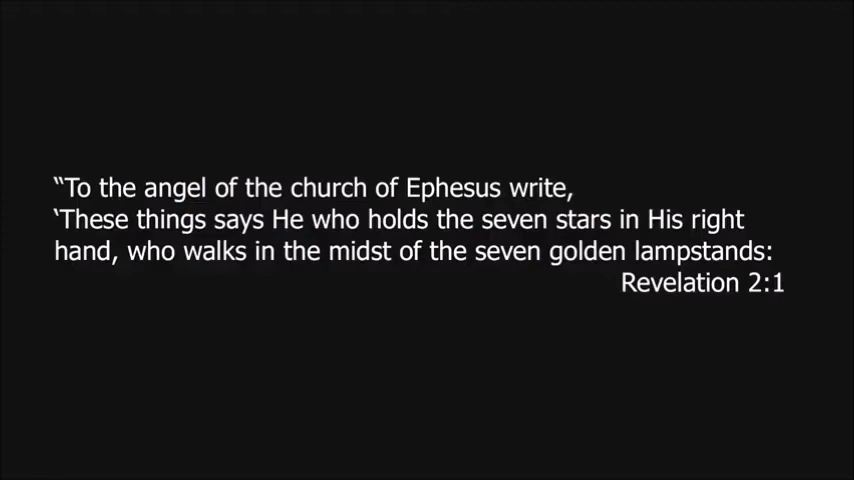 “To the angel of the church of Ephesus write,
‘These things says He who holds the seven stars in His right
hand, who walks in the midst of the seven golden lampstands:
Revelation 2:1